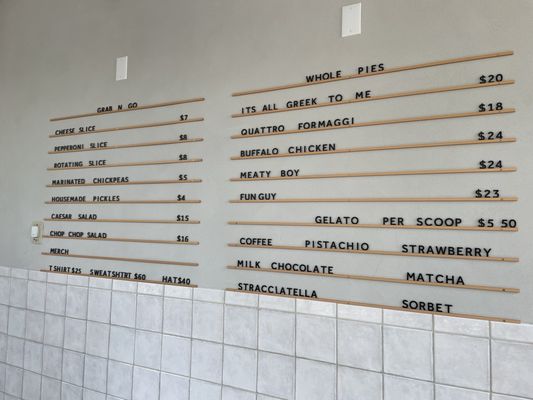 GRAB N GO
CHEESE SLICE $7
PEPPERONI SLICE $8
ROTATING SLICE $8
MARINATED CHICKPEAS $5
HOUSEMADE PICKLES $4
CAESAR SALAD $15
CHOP CHOP SALAD $16
MERCH
T SHIRT $25 SWEATSHIRT $60 HAT $40
WHOLE PIES
ITS ALL GREEK TO ME $20
QUATTRO FORMAGGI $18
BUFFALO CHICKEN $24
MEATY BOY $24
FUN GUY $23
GELATO PER SCOOP $5 50
COFFEE PISTACHIO STRAWBERRY
MILK CHOCOLATE MATCHA
STRACCIATELLA SORBET